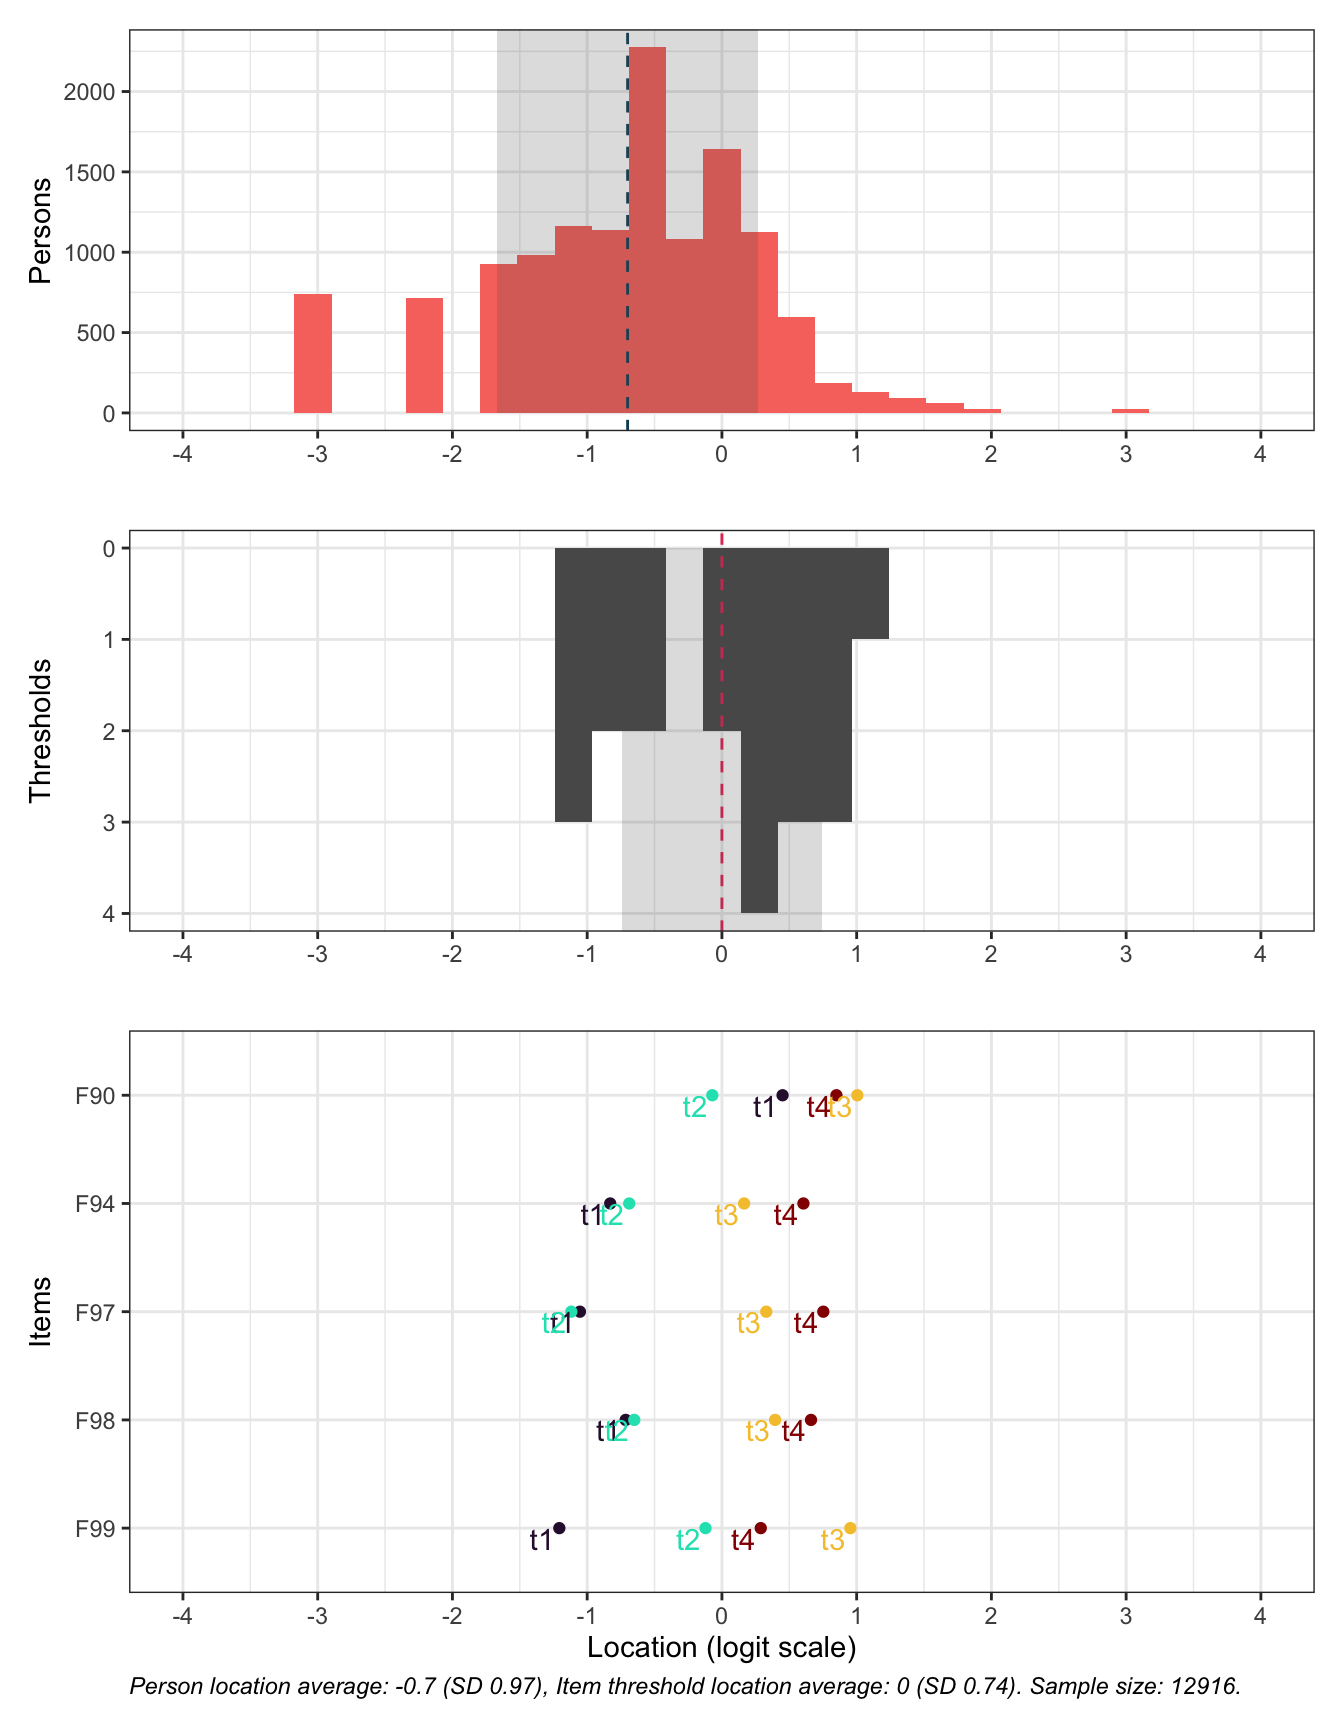 Persons
2000
1500
1000
500
0
-4 -3 -2 -1 0 1 2 3 4
Thresholds
0
1
2
3
4
-4 -3 -2 -1 0 1 2 3 4
Items
F90 t2 t1 t4 t3
F94 t1 t2 t3 t4
F97 t2 t1 t3 t4
F98 t1 t2 t3 t4
F99 t1 t2 t4 t3
-4 -3 -2 -1 0 1 2 3 4
Location (logit scale)
Person location average: -0.7 (SD 0.97), Item threshold location average: 0 (SD 0.74). Sample size: 12916.